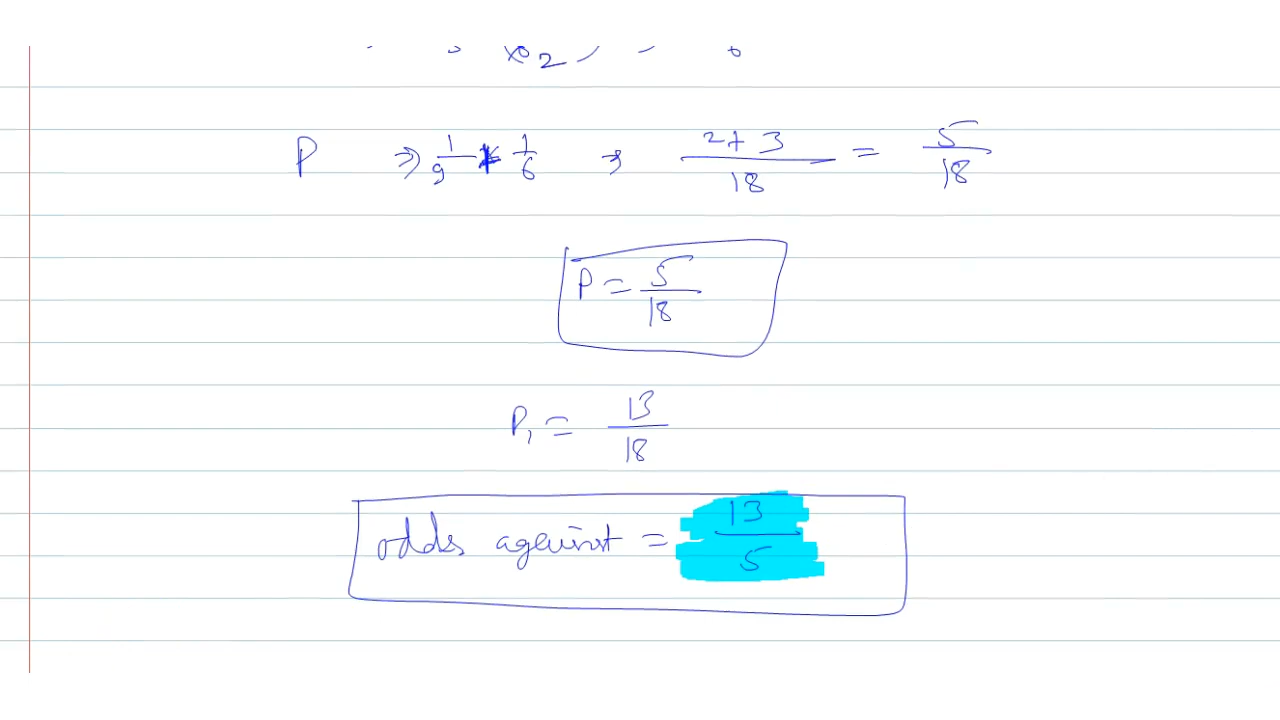 P ⇒ 1/9 + 1/6 ⇒ 2+3/18 = 5/18
P = 5/18
P₁ = 13/18
odds against = 13/5